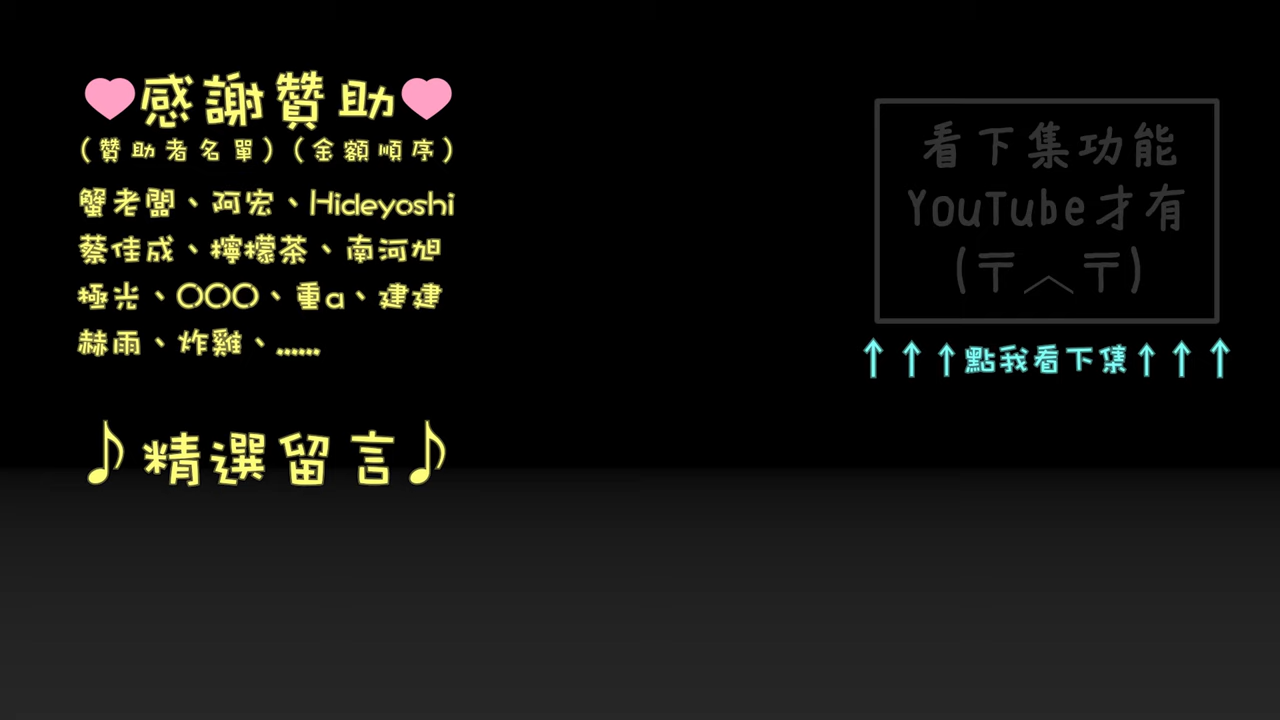 感謝贊助
(贊助者名單)(金額順序)
蟹老闆、阿宏、Hideyoshi
蔡佳成、檸檬茶、南河旭
極光、OOO、重a、建建
赫雨、炸雞、……
♪精選留言♪
看下集功能
YouTube才有
(〒︿〒)
↑↑↑點我看下集↑↑↑